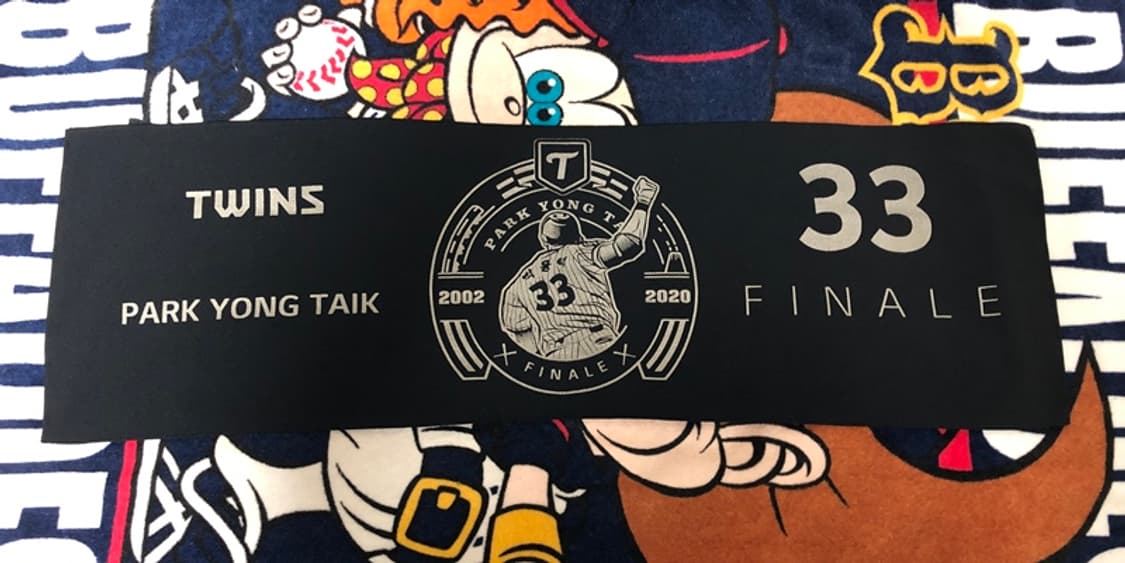 TWINS
PARK YONG TAIK
T
PARK YONG
33
2002
2020
FINALE
33
FINALE
B